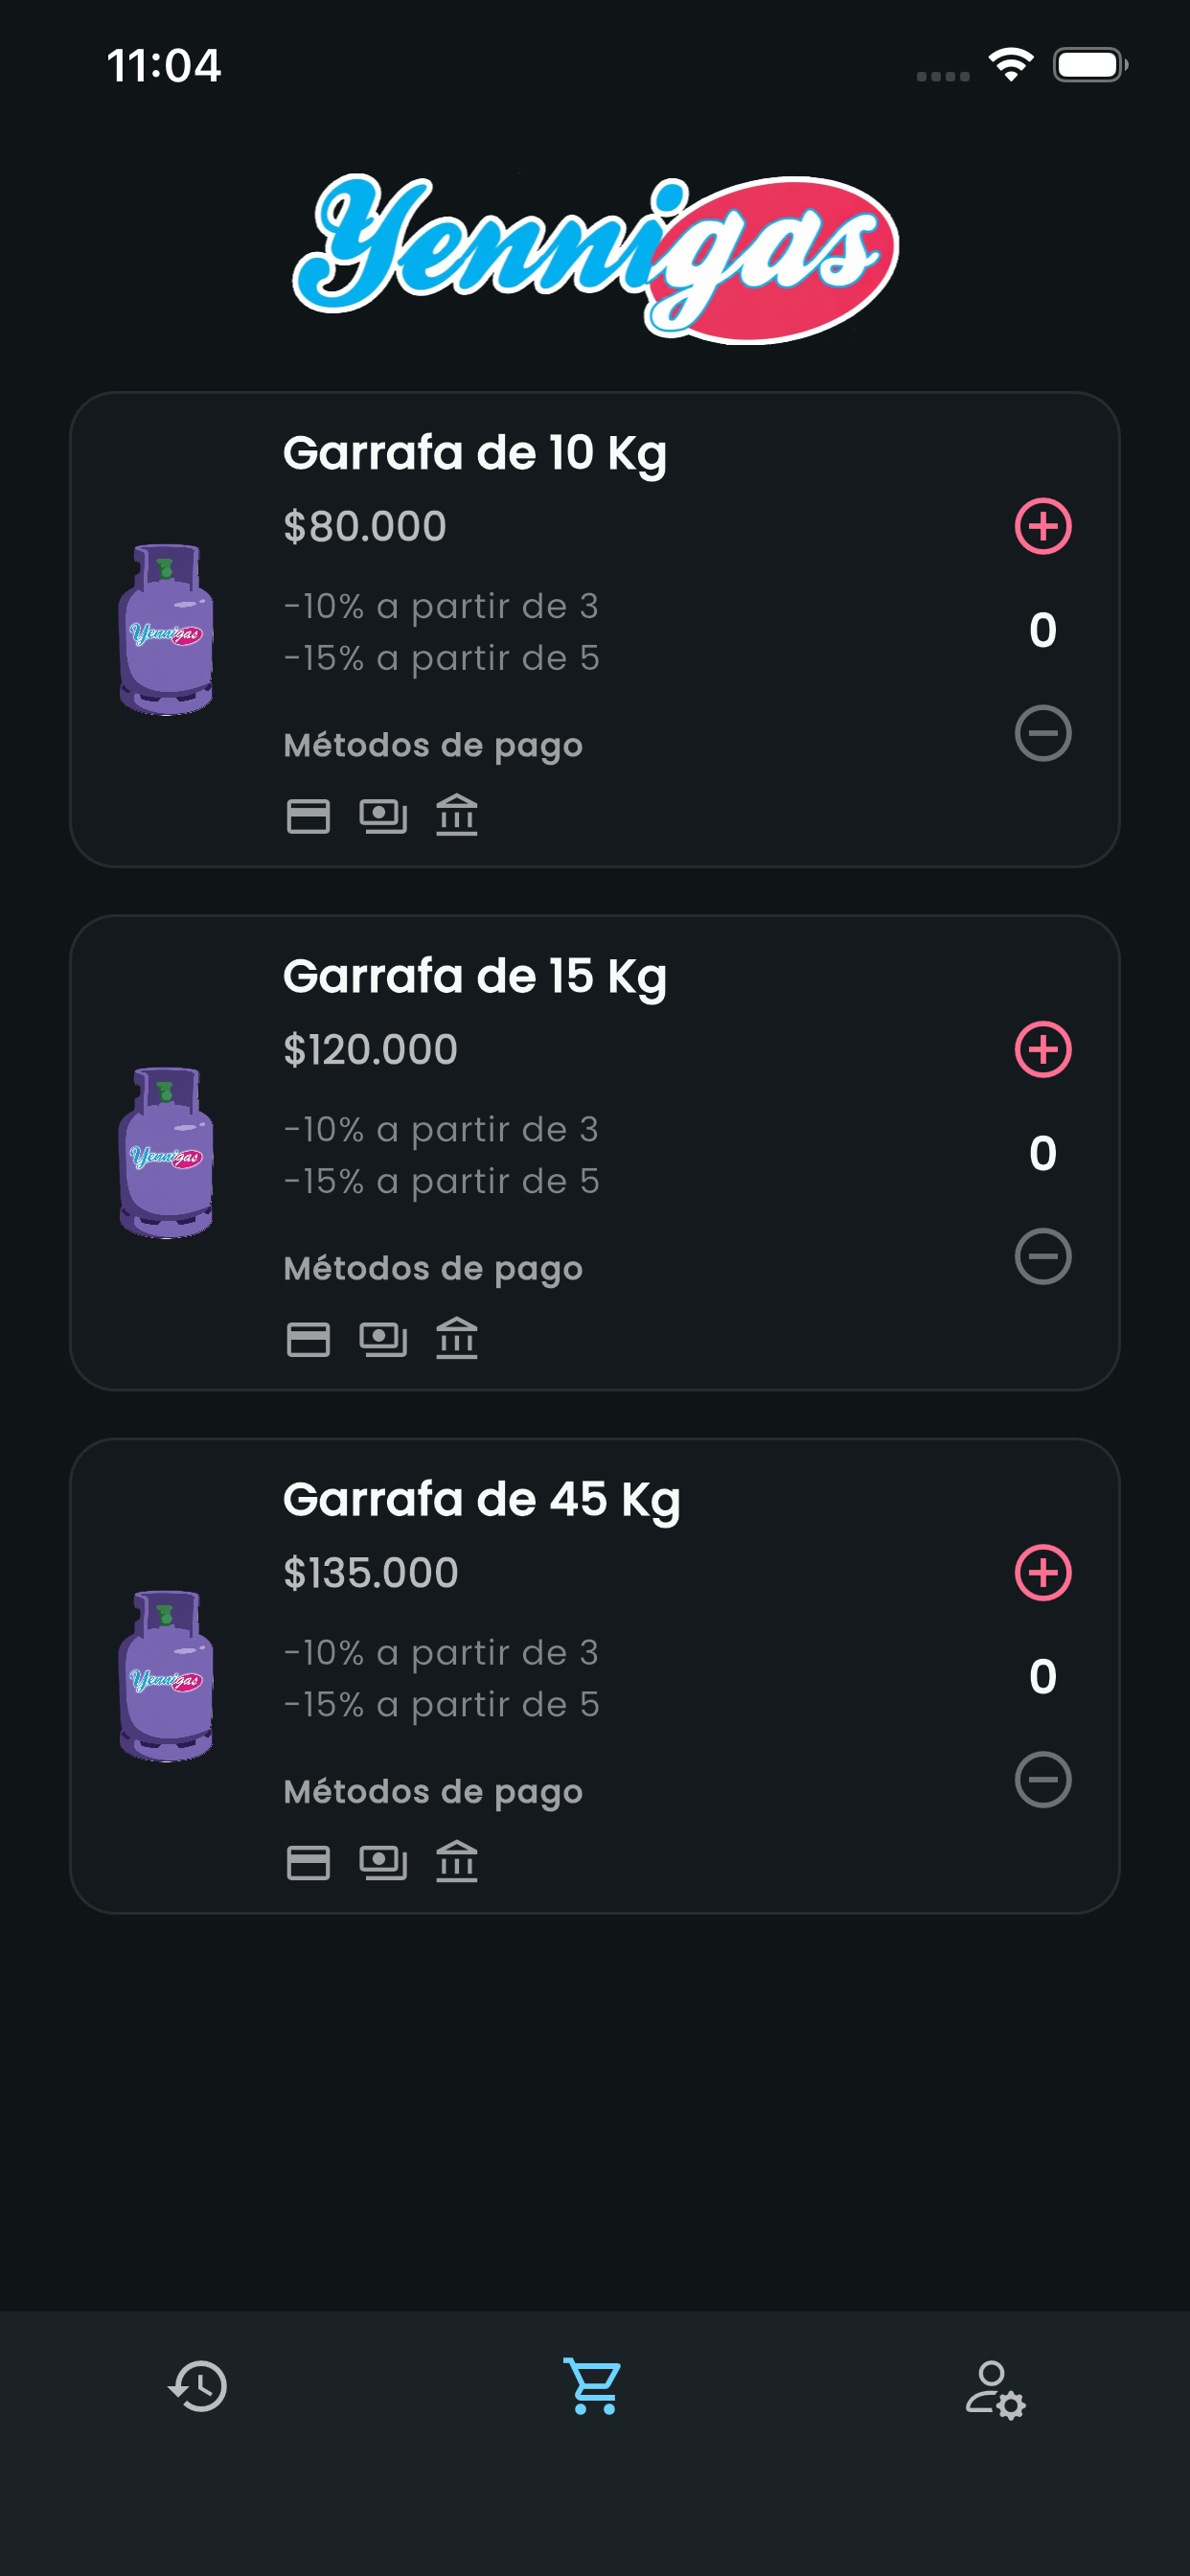 11:04
Yennigas
Garrafa de 10 Kg
$80.000
-10% a partir de 3
-15% a partir de 5
0
Métodos de pago
Yennigas
Garrafa de 15 Kg
$120.000
-10% a partir de 3
-15% a partir de 5
0
Métodos de pago
Yennigas
Garrafa de 45 Kg
$135.000
-10% a partir de 3
-15% a partir de 5
0
Métodos de pago
Yennigas